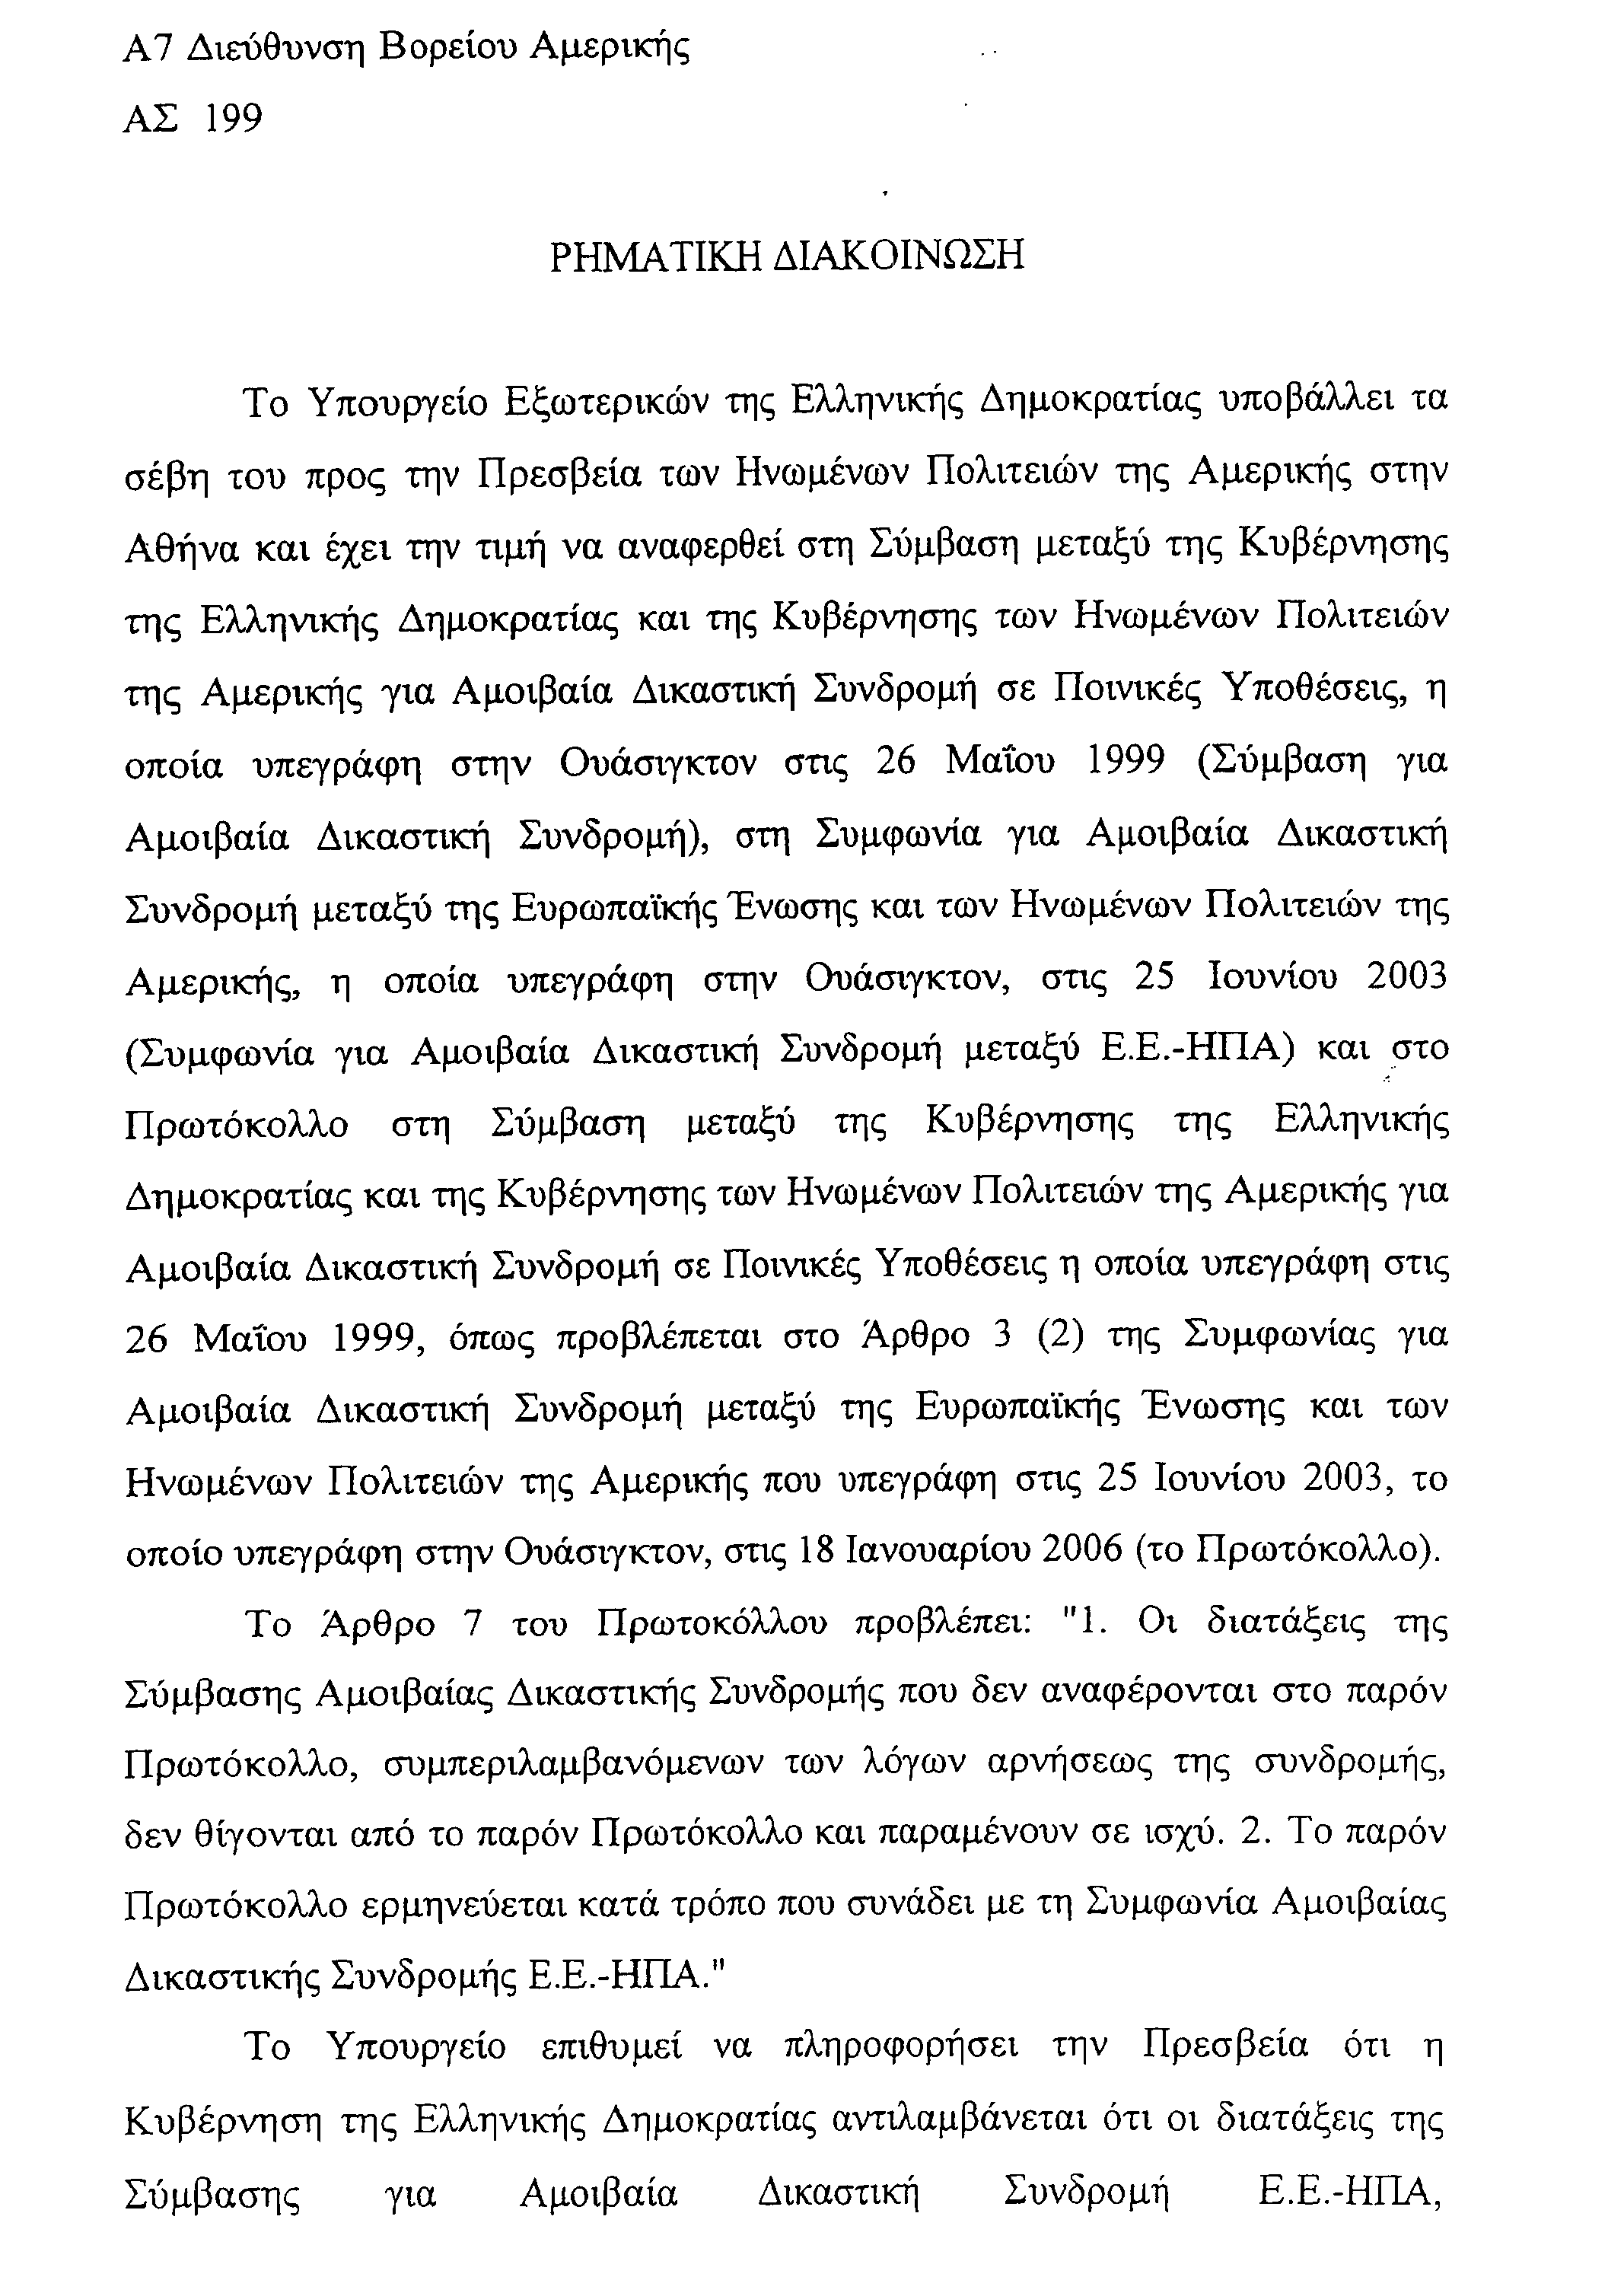 Α7 Διεύθυνση Βορείου Αμερικής
ΑΣ 199
ΡΗΜΑΤΙΚΗ ΔΙΑΚΟΙΝΩΣΗ
Το Υπουργείο Εξωτερικών της Ελληνικής Δημοκρατίας υποβάλλει τα
σέβη του προς την Πρεσβεία των Ηνωμένων Πολιτειών της Αμερικής στην
Αθήνα και έχει την τιμή να αναφερθεί στη Σύμβαση μεταξύ της Κυβέρνησης
της Ελληνικής Δημοκρατίας και της Κυβέρνησης των Ηνωμένων Πολιτειών
της Αμερικής για Αμοιβαία Δικαστική Συνδρομή σε Ποινικές Υποθέσεις, η
οποία υπεγράφη στην Ουάσιγκτον στις 26 Μαΐου 1999 (Σύμβαση για
Αμοιβαία Δικαστική Συνδρομή), στη Συμφωνία για Αμοιβαία Δικαστική
Συνδρομή μεταξύ της Ευρωπαϊκής Ένωσης και των Ηνωμένων Πολιτειών της
Αμερικής, η οποία υπεγράφη στην Ουάσιγκτον, στις 25 Ιουνίου 2003
(Συμφωνία για Αμοιβαία Δικαστική Συνδρομή μεταξύ Ε.Ε.-ΗΠΑ) και στο
Πρωτόκολλο στη Σύμβαση μεταξύ της Κυβέρνησης της Ελληνικής
Δημοκρατίας και της Κυβέρνησης των Ηνωμένων Πολιτειών της Αμερικής για
Αμοιβαία Δικαστική Συνδρομή σε Ποινικές Υποθέσεις η οποία υπεγράφη στις
26 Μαΐου 1999, όπως προβλέπεται στο Άρθρο 3 (2) της Συμφωνίας για
Αμοιβαία Δικαστική Συνδρομή μεταξύ της Ευρωπαϊκής Ένωσης και των
Ηνωμένων Πολιτειών της Αμερικής που υπεγράφη στις 25 Ιουνίου 2003, το
οποίο υπεγράφη στην Ουάσιγκτον, στις 18 Ιανουαρίου 2006 (το Πρωτόκολλο).
Το Άρθρο 7 του Πρωτοκόλλου προβλέπει: "1. Οι διατάξεις της
Σύμβασης Αμοιβαίας Δικαστικής Συνδρομής που δεν αναφέρονται στο παρόν
Πρωτόκολλο, συμπεριλαμβανόμενων των λόγων αρνήσεως της συνδρομής,
δεν θίγονται από το παρόν Πρωτόκολλο και παραμένουν σε ισχύ. 2. Το παρόν
Πρωτόκολλο ερμηνεύεται κατά τρόπο που συνάδει με τη Συμφωνία Αμοιβαίας
Δικαστικής Συνδρομής Ε.Ε.-ΗΠΑ."
Το Υπουργείο επιθυμεί να πληροφορήσει την Πρεσβεία ότι η
Κυβέρνηση της Ελληνικής Δημοκρατίας αντιλαμβάνεται ότι οι διατάξεις της
Σύμβασης για Αμοιβαία Δικαστική Συνδρομή Ε.Ε.-ΗΠΑ,